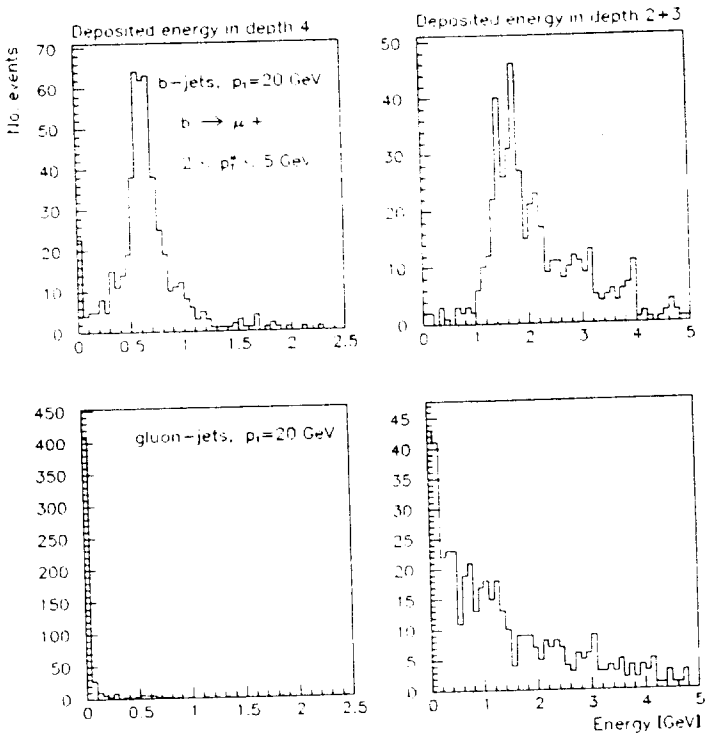 Deposited energy in depth 4
Deposited energy in depth 2+3
No. events
70
60
50
40
30
20
10
0
b-jets, pₜ=20 GeV
b → μ +
2 < pₜ* < 5 GeV
0 0.5 1 1.5 2 2.5
50
40
30
20
10
0
0 1 2 3 4 5
450
400
350
300
250
200
150
100
50
0
gluon-jets, pₜ=20 GeV
0 0.5 1 1.5 2 2.5
45
40
35
30
25
20
15
10
5
0
0 1 2 3 4 5
Energy [GeV]